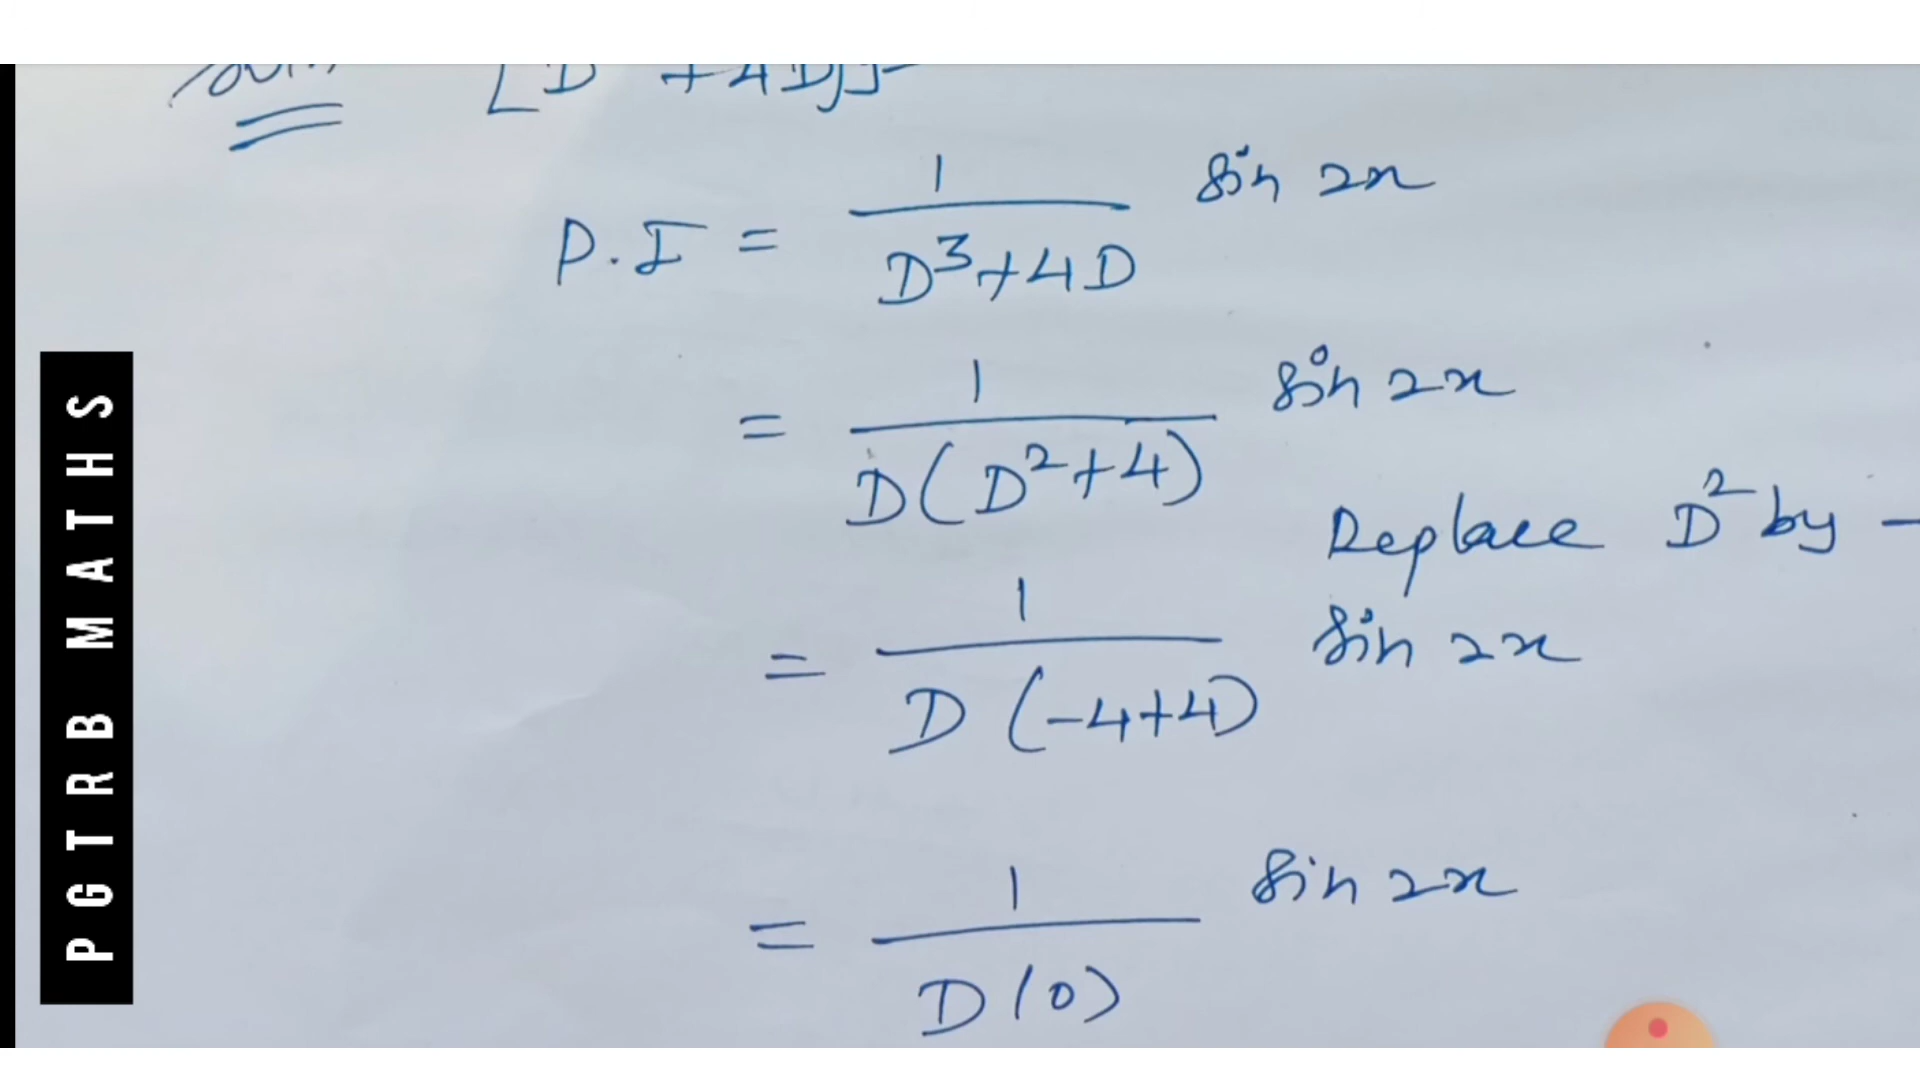 [D + 4D]
P.I = 1 / D³+4D sin 2x
= 1 / D(D²+4) sin 2x
Replace D² by -
= 1 / D (-4+4) sin 2x
= 1 / D(0) sin 2x
PGTRB MATHS